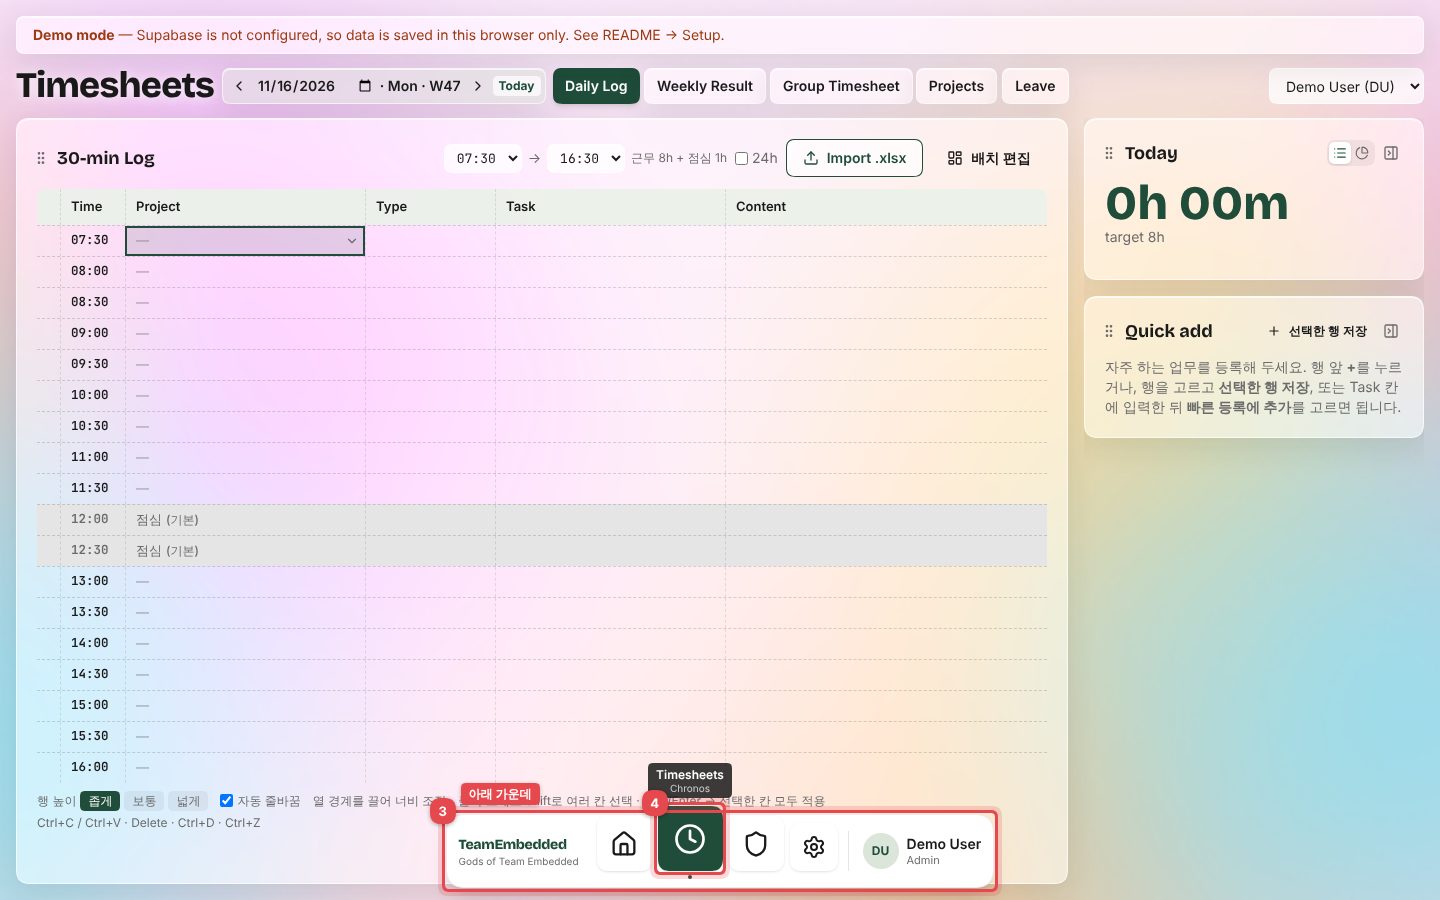 Demo mode — Supabase is not configured, so data is saved in this browser only. See README → Setup.
Timesheets
11/16/2026 · Mon · W47 Today
Daily Log
Weekly Result
Group Timesheet
Projects
Leave
Demo User (DU)
30-min Log
07:30 → 16:30 근무 8h + 점심 1h 24h
Import .xlsx
배치 편집
Time Project Type Task Content
07:30 —
08:00 —
08:30 —
09:00 —
09:30 —
10:00 —
10:30 —
11:00 —
11:30 —
12:00 점심 (기본)
12:30 점심 (기본)
13:00 —
13:30 —
14:00 —
14:30 —
15:00 —
15:30 —
16:00 —
행 높이 좁게 보통 넓게 자동 줄바꿈 열 경계를 끌어 너비 조절 로 여러 칸 선택 · 선택한 칸 모두 적용
Ctrl+C / Ctrl+V · Delete · Ctrl+D · Ctrl+Z
Today
0h 00m
target 8h
Quick add
+ 선택한 행 저장
자주 하는 업무를 등록해 두세요. 행 앞 +를 누르
거나, 행을 고르고 선택한 행 저장, 또는 Task 칸
에 입력한 뒤 빠른 등록에 추가를 고르면 됩니다.
아래 가운데
3
4
Timesheets
Chronos
TeamEmbedded
Gods of Team Embedded
DU
Demo User
Admin